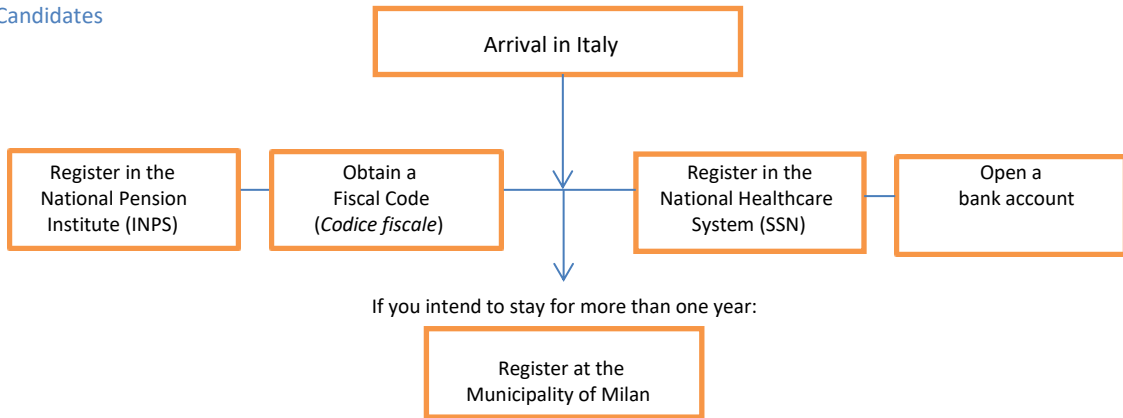 Candidates
Arrival in Italy
Register in the
National Pension
Institute (INPS)
Obtain a
Fiscal Code
(Codice fiscale)
Register in the
National Healthcare
System (SSN)
Open a
bank account
If you intend to stay for more than one year:
Register at the
Municipality of Milan